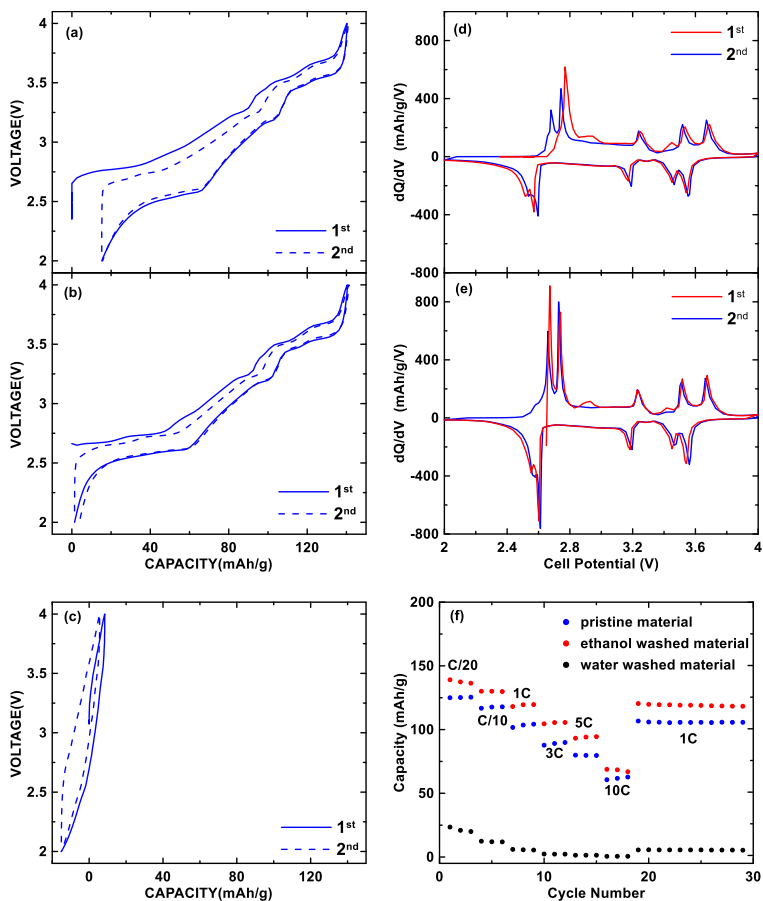 (a)
VOLTAGE(V)
4
3.5
3
2.5
2
1st
2nd
(b)
VOLTAGE(V)
4
3.5
3
2.5
2
1st
2nd
0 40 80 120
CAPACITY(mAh/g)
(c)
VOLTAGE(V)
4
3
2
1st
2nd
0 40 80 120
CAPACITY(mAh/g)
(d)
dQ/dV (mAh/g/V)
800
400
0
-400
-800
1st
2nd
(e)
dQ/dV (mAh/g/V)
800
400
0
-400
-800
1st
2nd
2 2.4 2.8 3.2 3.6 4
Cell Potential (V)
(f)
Capacity (mAh/g)
200
150
100
50
0
pristine material
ethanol washed material
water washed material
C/20
C/10
1C
3C
5C
10C
1C
0 10 20 30
Cycle Number